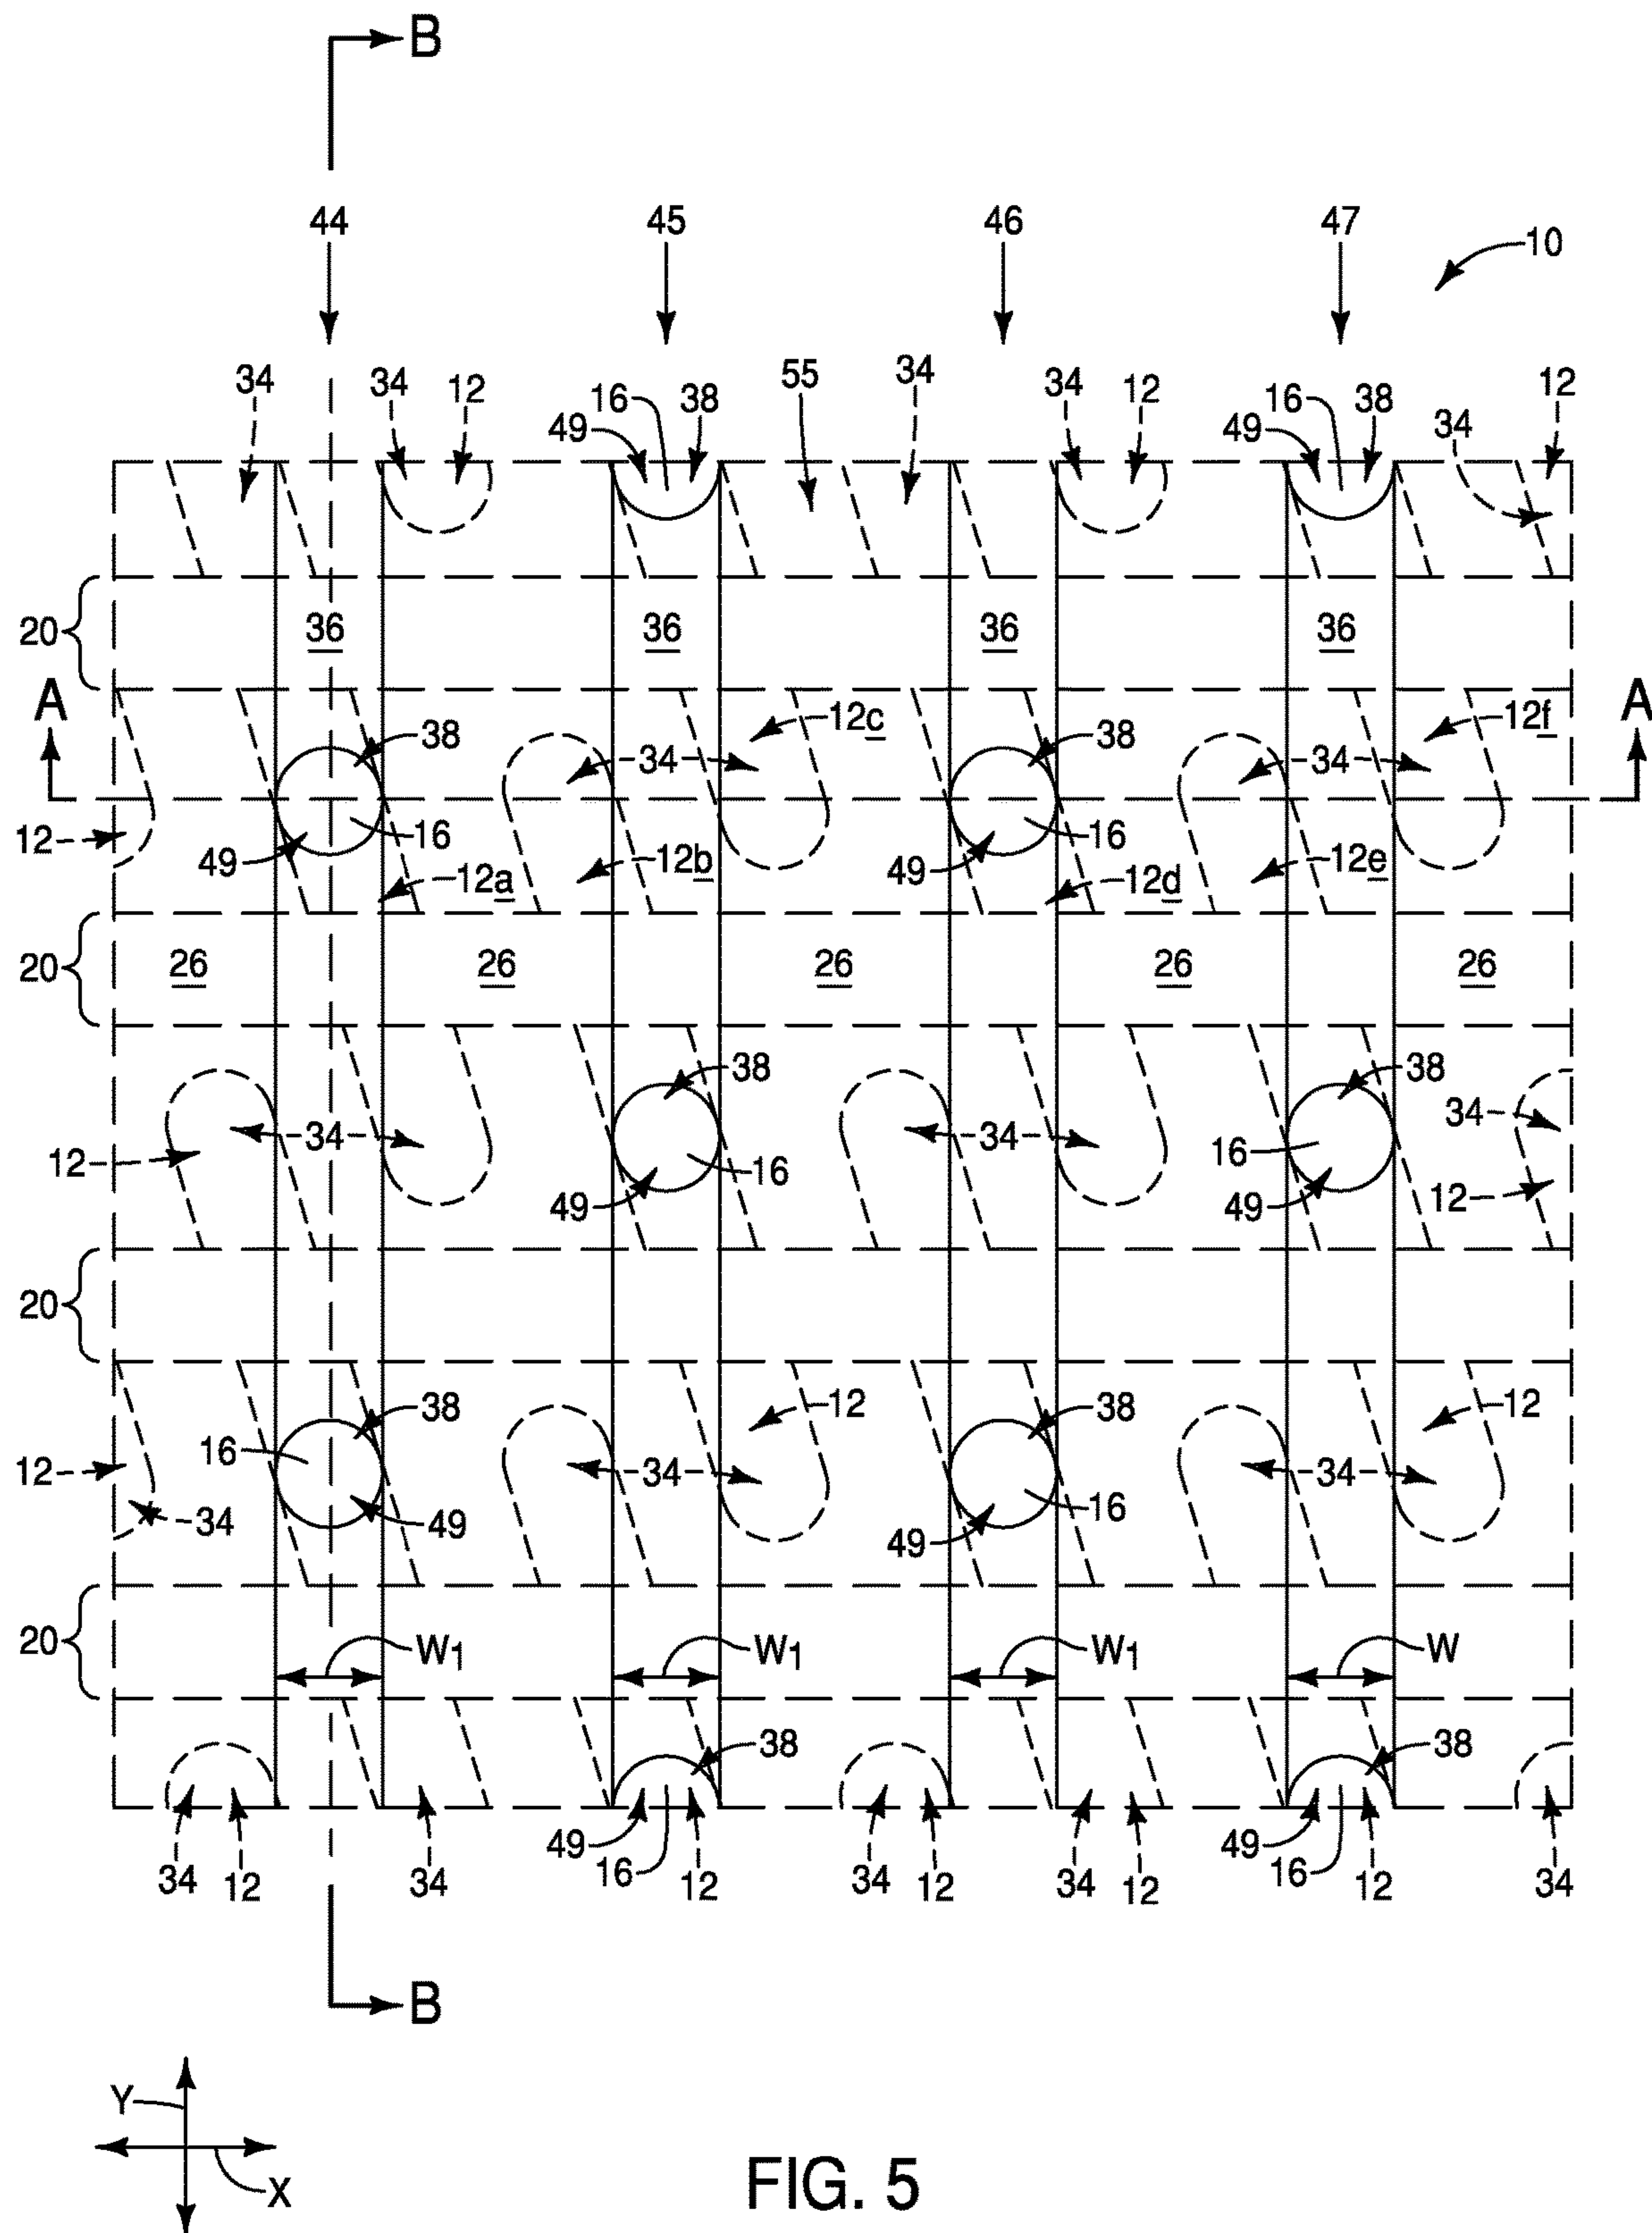 B
44 45 46 47
10
34 34 12 16 38 55 34 34 12 16 38 34 12
49 49
20 36 36 36 36
A 12c 12f A
38 34 38 34
12 16 16
49 12a 12b 49 12d 12e
20 26 26 26 26 26
38 38
34 34 34
12 16 16 12
49 49
20
38 12 38 12
16 34 34
12 34 49 49 16
20 W1 W1 W1 W
38 38
49 49
34 12 34 16 12 34 12 34 12 16 12 34
B
Y
X
FIG. 5